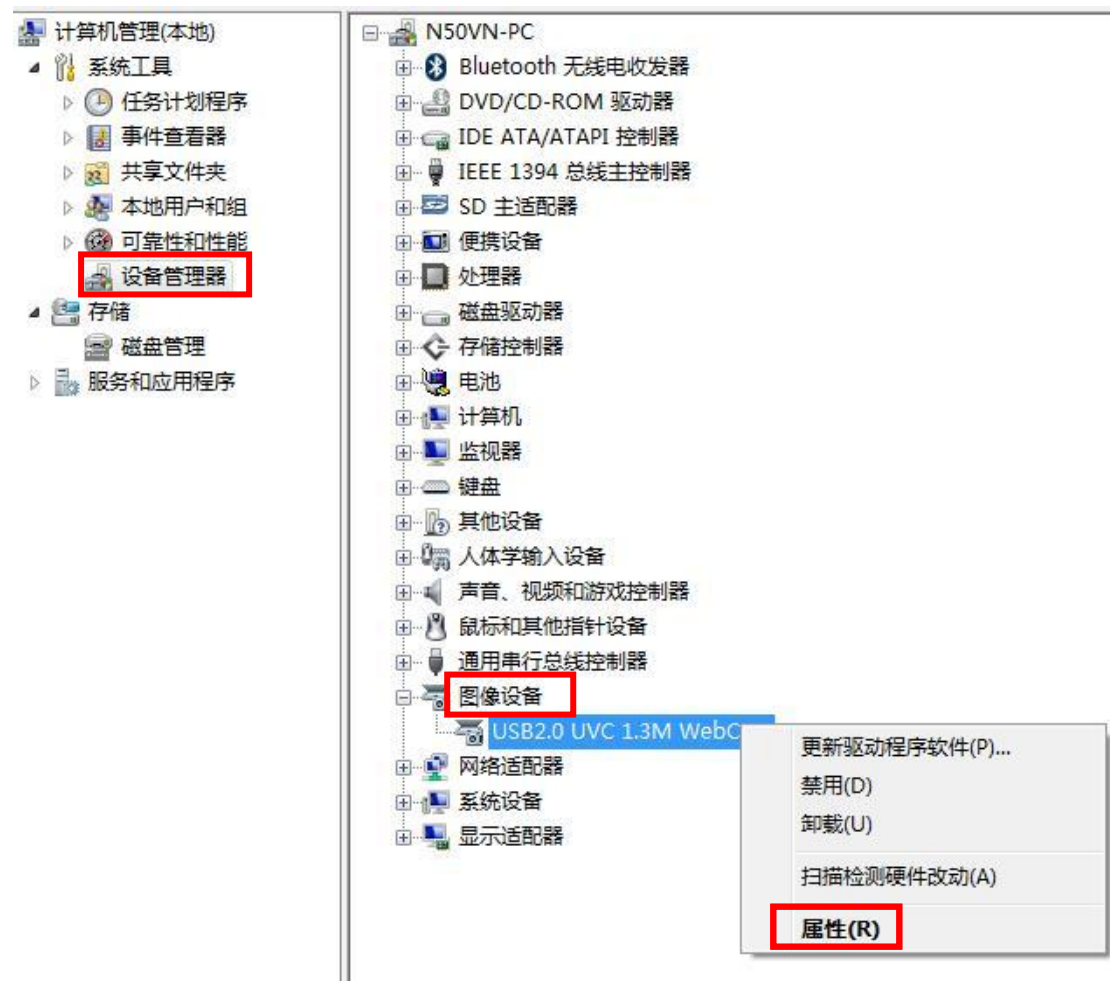 计算机管理(本地)
系统工具
任务计划程序
事件查看器
共享文件夹
本地用户和组
可靠性和性能
设备管理器
存储
磁盘管理
服务和应用程序
N50VN-PC
Bluetooth 无线电收发器
DVD/CD-ROM 驱动器
IDE ATA/ATAPI 控制器
IEEE 1394 总线主控制器
SD 主适配器
便携设备
处理器
磁盘驱动器
存储控制器
电池
计算机
监视器
键盘
其他设备
人体学输入设备
声音、视频和游戏控制器
鼠标和其他指针设备
通用串行总线控制器
图像设备
USB2.0 UVC 1.3M WebC
网络适配器
系统设备
显示适配器
更新驱动程序软件(P)...
禁用(D)
卸载(U)
扫描检测硬件改动(A)
属性(R)